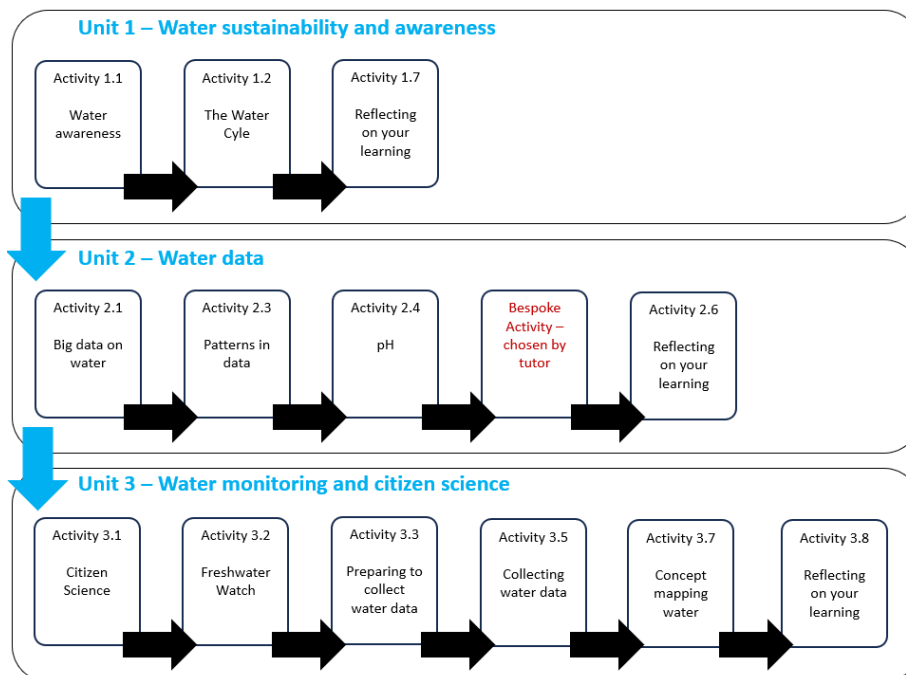 Unit 1 – Water sustainability and awareness
Activity 1.1
Water
awareness
Activity 1.2
The Water
Cyle
Activity 1.7
Reflecting
on your
learning
Unit 2 – Water data
Activity 2.1
Big data on
water
Activity 2.3
Patterns in
data
Activity 2.4
pH
Bespoke
Activity –
chosen by
tutor
Activity 2.6
Reflecting
on your
learning
Unit 3 – Water monitoring and citizen science
Activity 3.1
Citizen
Science
Activity 3.2
Freshwater
Watch
Activity 3.3
Preparing to
collect
water data
Activity 3.5
Collecting
water data
Activity 3.7
Concept
mapping
water
Activity 3.8
Reflecting
on your
learning